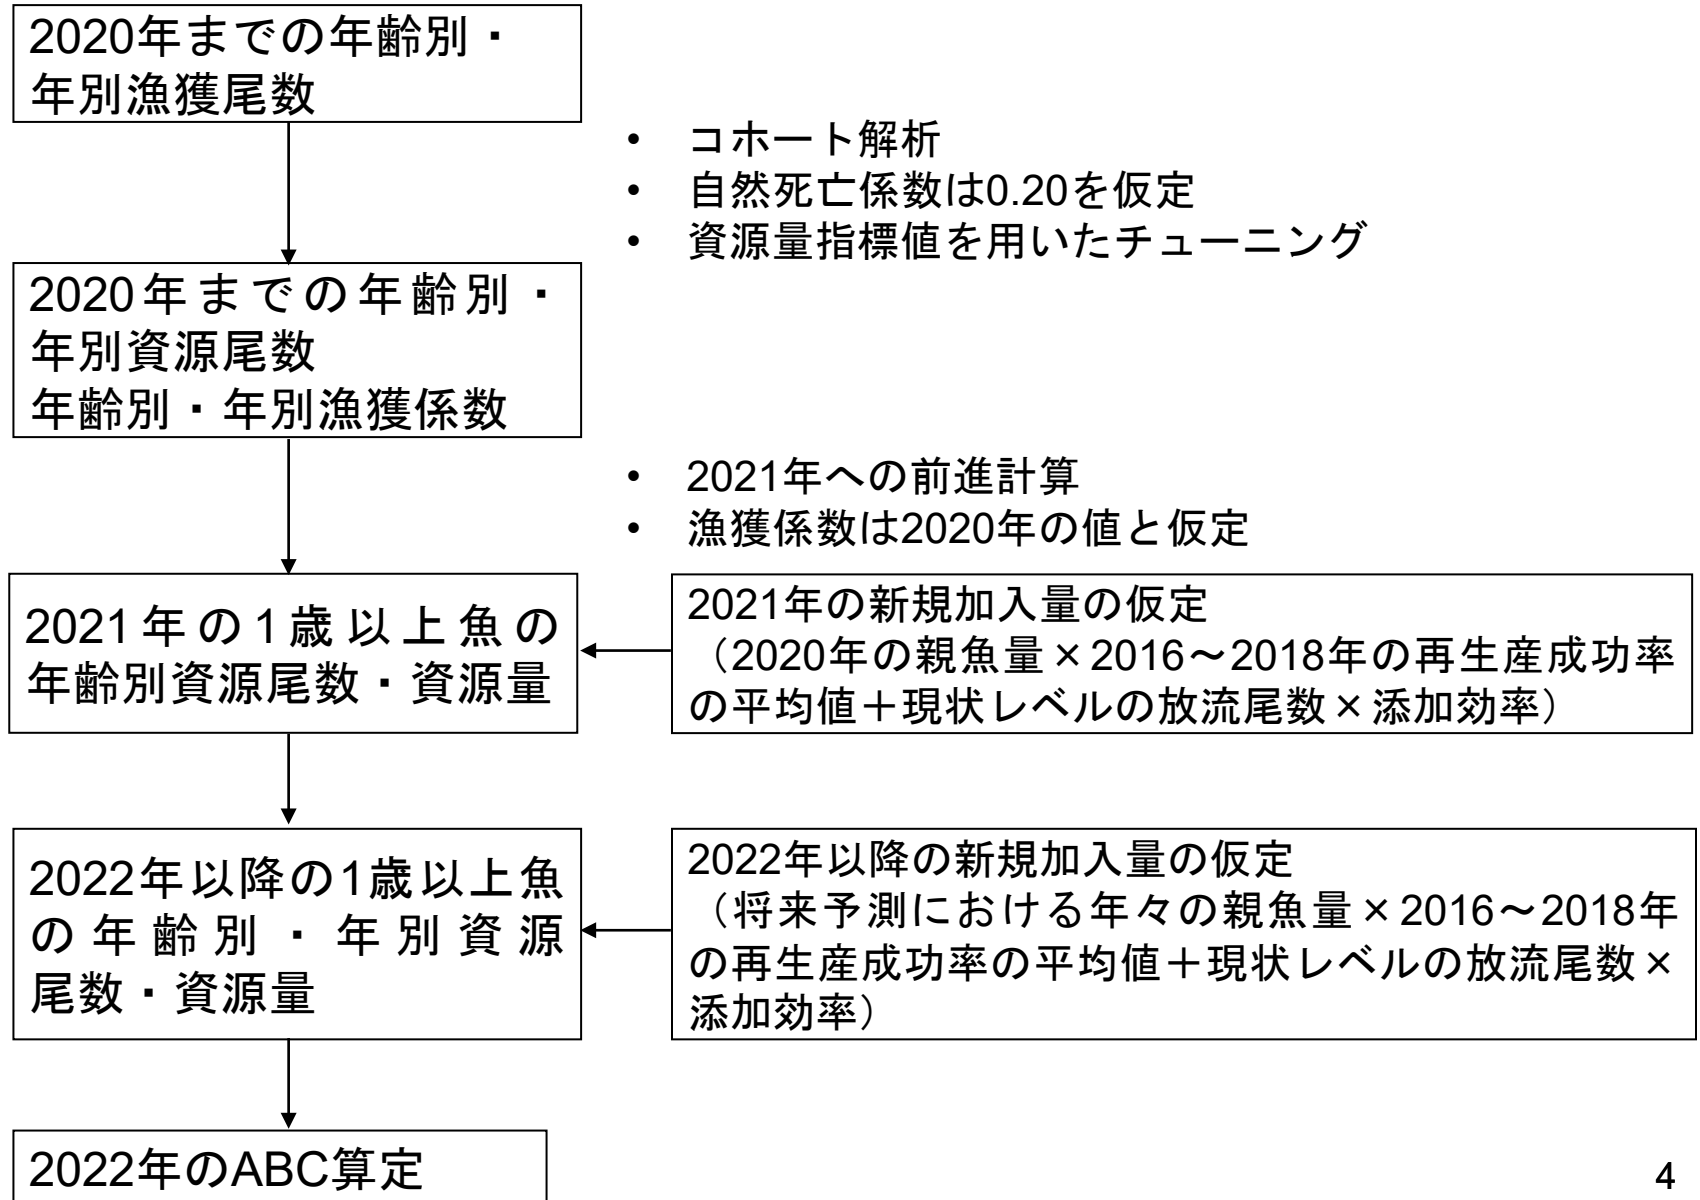 2020年までの年齢別・
年別漁獲尾数
• コホート解析
• 自然死亡係数は0.20を仮定
• 資源量指標値を用いたチューニング
2020年までの年齢別・
年別資源尾数
年齢別・年別漁獲係数
• 2021年への前進計算
• 漁獲係数は2020年の値と仮定
2021年の1歳以上魚の
年齢別資源尾数・資源量
2021年の新規加入量の仮定
（2020年の親魚量×2016～2018年の再生産成功率
の平均値＋現状レベルの放流尾数×添加効率）
2022年以降の1歳以上魚
の年齢別・年別資源
尾数・資源量
2022年以降の新規加入量の仮定
（将来予測における年々の親魚量×2016～2018年
の再生産成功率の平均値＋現状レベルの放流尾数×
添加効率）
2022年のABC算定
4